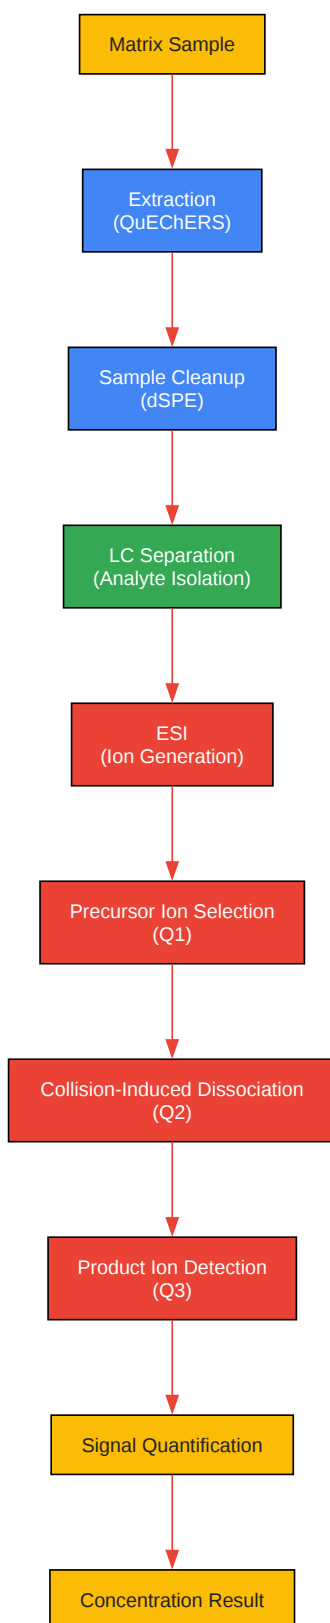 Matrix Sample
Extraction
(QuEChERS)
Sample Cleanup
(dSPE)
LC Separation
(Analyte Isolation)
ESI
(Ion Generation)
Precursor Ion Selection
(Q1)
Collision-Induced Dissociation
(Q2)
Product Ion Detection
(Q3)
Signal Quantification
Concentration Result